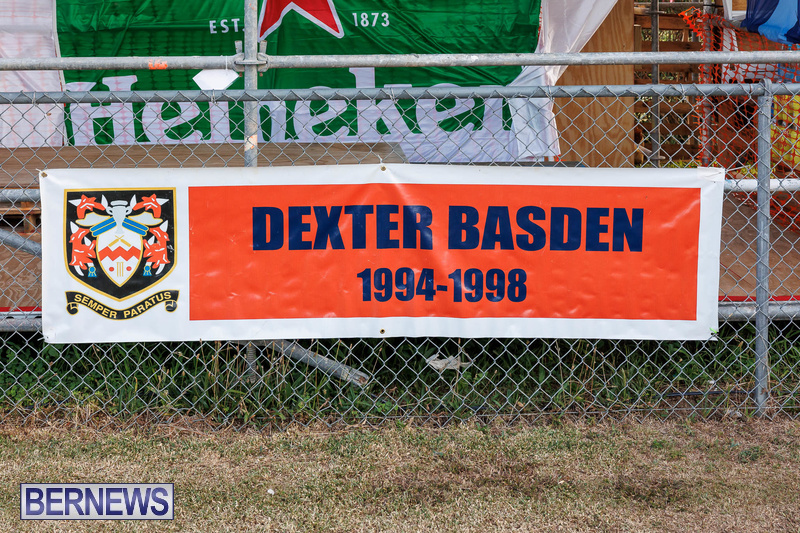 EST. 1873
Heineken
DEXTER BASDEN
1994-1998
SEMPER PARATUS
BERNEWS